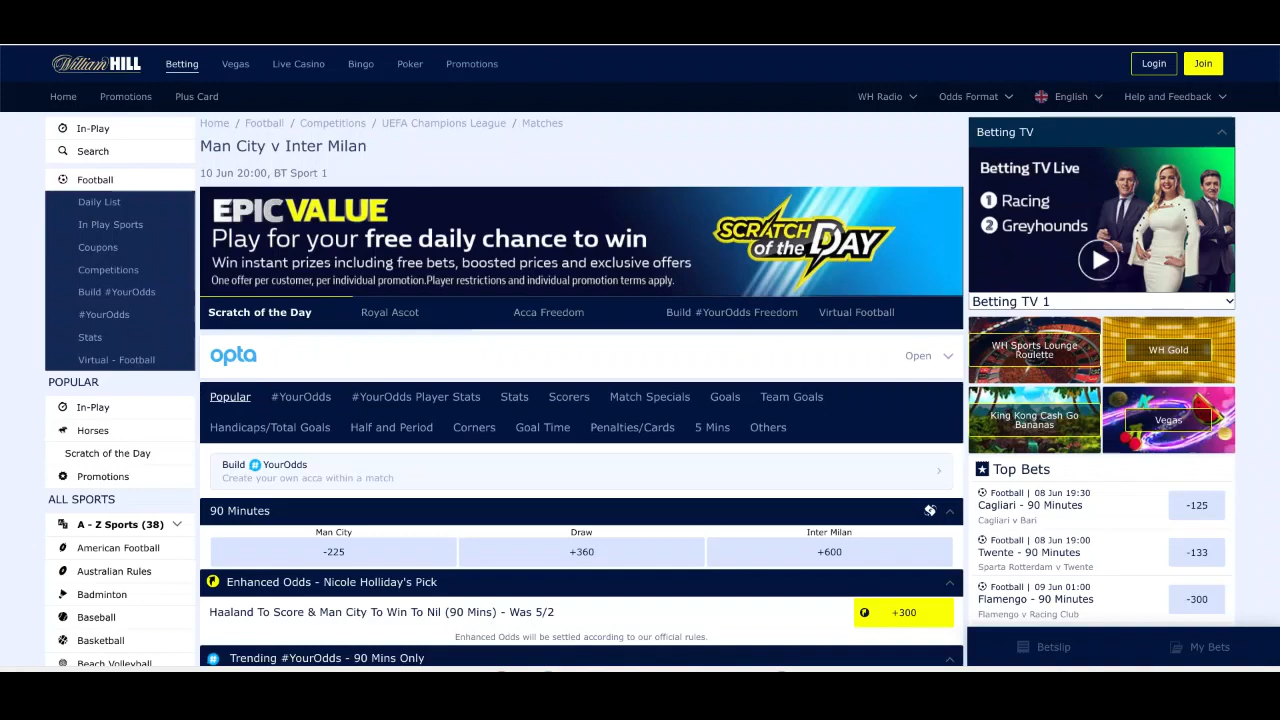 William HILL
Betting
Vegas
Live Casino
Bingo
Poker
Promotions
Login
Join
Home
Promotions
Plus Card
WH Radio
Odds Format
English
Help and Feedback
In-Play
Search
Football
Daily List
In Play Sports
Coupons
Competitions
Build #YourOdds
#YourOdds
Stats
Virtual - Football
POPULAR
In-Play
Horses
Scratch of the Day
Promotions
ALL SPORTS
A - Z Sports (38)
American Football
Australian Rules
Badminton
Baseball
Basketball
Beach Volleyball
Home / Football / Competitions / UEFA Champions League / Matches
Man City v Inter Milan
10 Jun 20:00, BT Sport 1
EPIC VALUE
Play for your free daily chance to win
Win instant prizes including free bets, boosted prices and exclusive offers
One offer per customer, per individual promotion.Player restrictions and individual promotion terms apply.
SCRATCH
of the DAY
Scratch of the Day
Royal Ascot
Acca Freedom
Build #YourOdds Freedom
Virtual Football
opta
Open
Popular
#YourOdds
#YourOdds Player Stats
Stats
Scorers
Match Specials
Goals
Team Goals
Handicaps/Total Goals
Half and Period
Corners
Goal Time
Penalties/Cards
5 Mins
Others
Build # YourOdds
Create your own acca within a match
90 Minutes
Man City
Draw
Inter Milan
-225
+360
+600
Enhanced Odds - Nicole Holliday's Pick
Haaland To Score & Man City To Win To Nil (90 Mins) - Was 5/2
+300
Enhanced Odds will be settled according to our official rules.
# Trending #YourOdds - 90 Mins Only
Betting TV
Betting TV Live
1 Racing
2 Greyhounds
Betting TV 1
WH Sports Lounge
Roulette
WH Gold
King Kong Cash Go
Bananas
Vegas
Top Bets
Football | 08 Jun 19:30
Cagliari - 90 Minutes
-125
Cagliari v Bari
Football | 08 Jun 19:00
Twente - 90 Minutes
-133
Sparta Rotterdam v Twente
Football | 09 Jun 01:00
Flamengo - 90 Minutes
-300
Flamengo v Racing Club
Betslip
My Bets